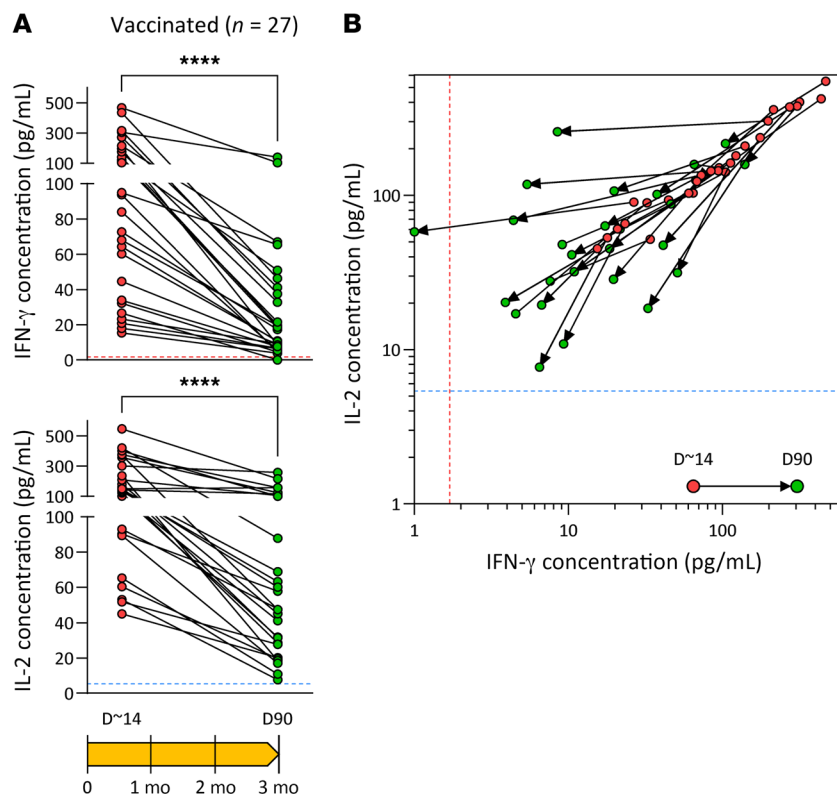 A
Vaccinated (n = 27)
****
IFN-γ concentration (pg/mL)
500
300
100
100
80
60
40
20
0
****
IL-2 concentration (pg/mL)
500
300
100
100
80
60
40
20
0
D~14 D90
0 1 mo 2 mo 3 mo
B
IL-2 concentration (pg/mL)
100
10
1
D~14 D90
1 10 100
IFN-γ concentration (pg/mL)